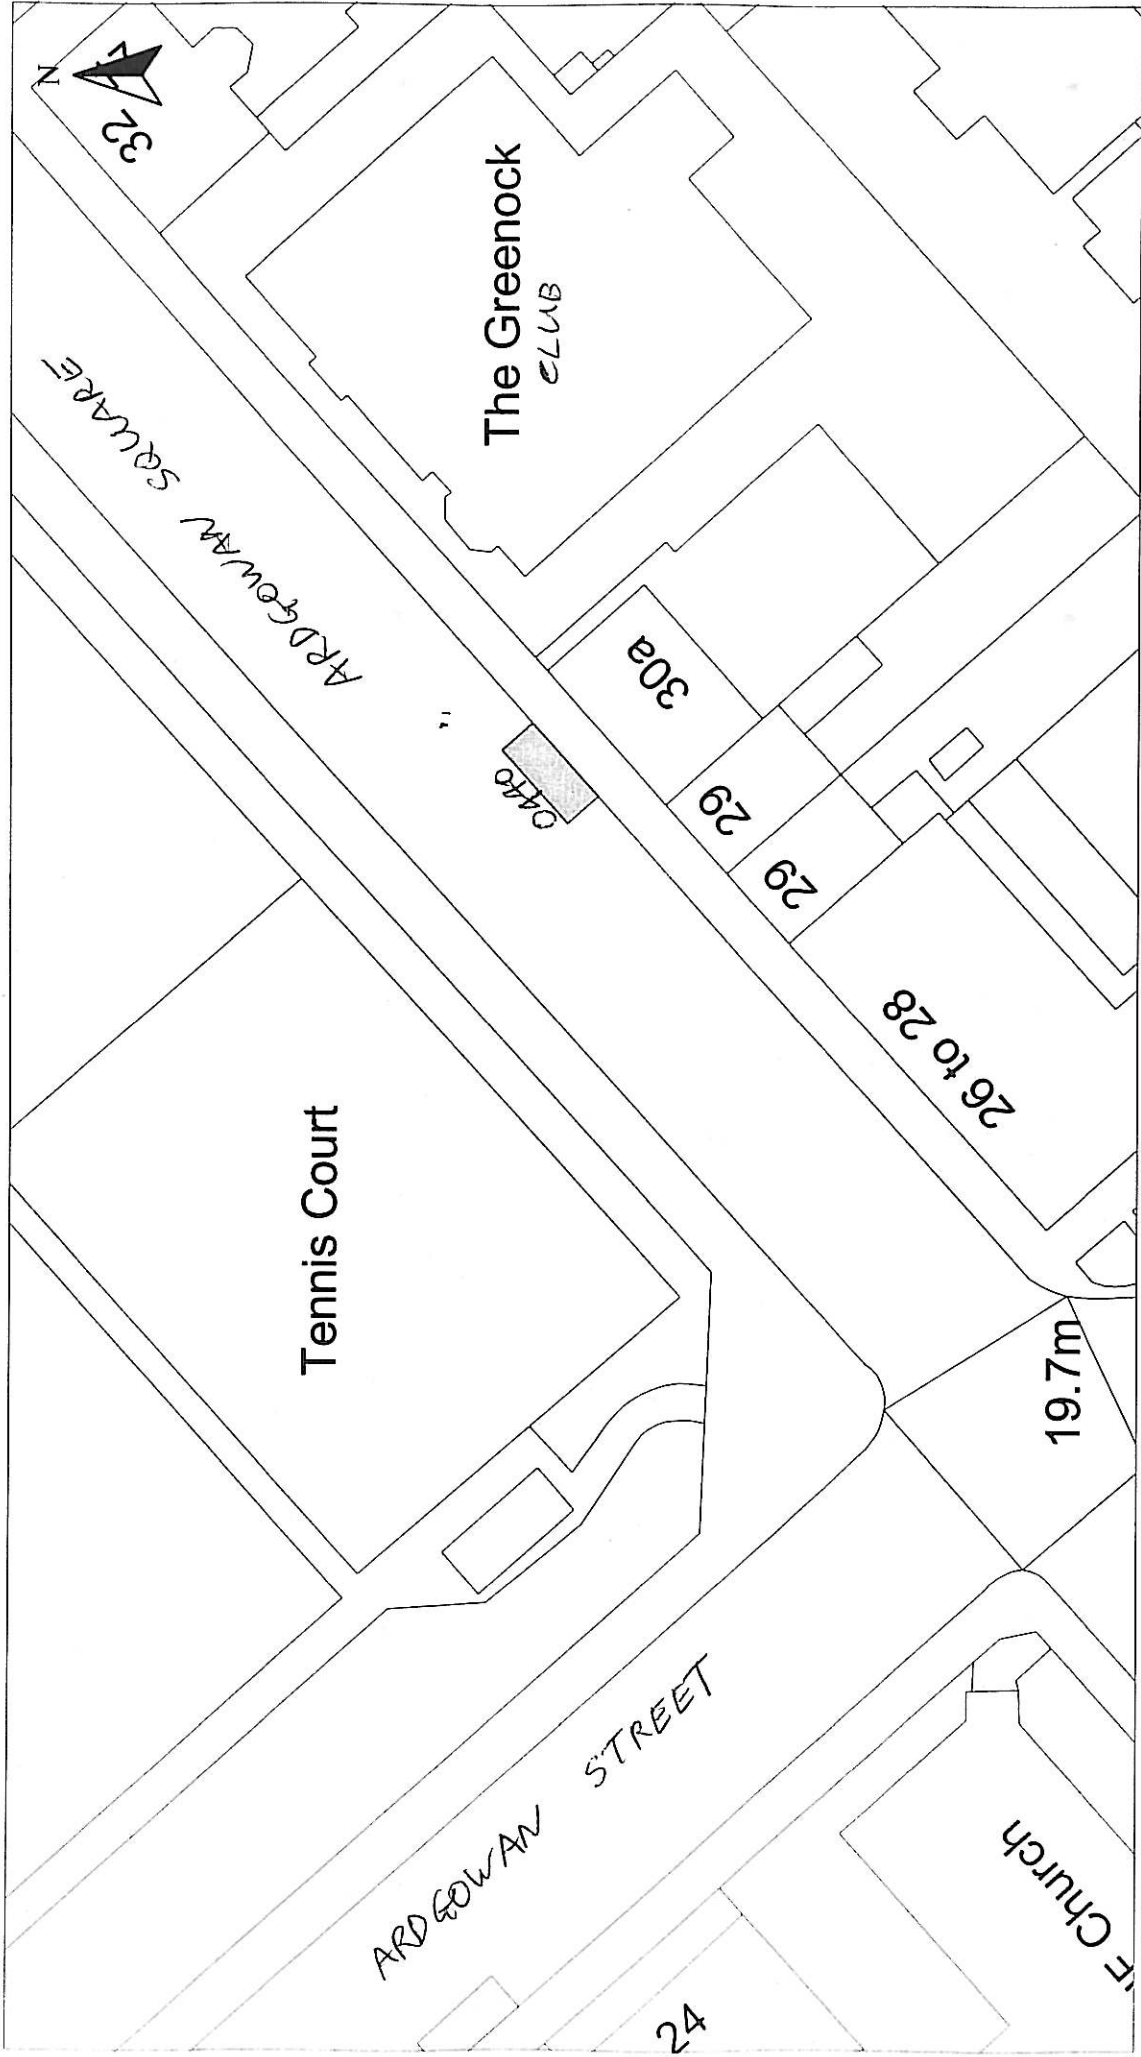 N
32
The Greenock
CLUB
ARDGOWAN SQUARE
30a
0440
29
29
26 to 28
Tennis Court
19.7m
ARDGOWAN STREET
Church
24